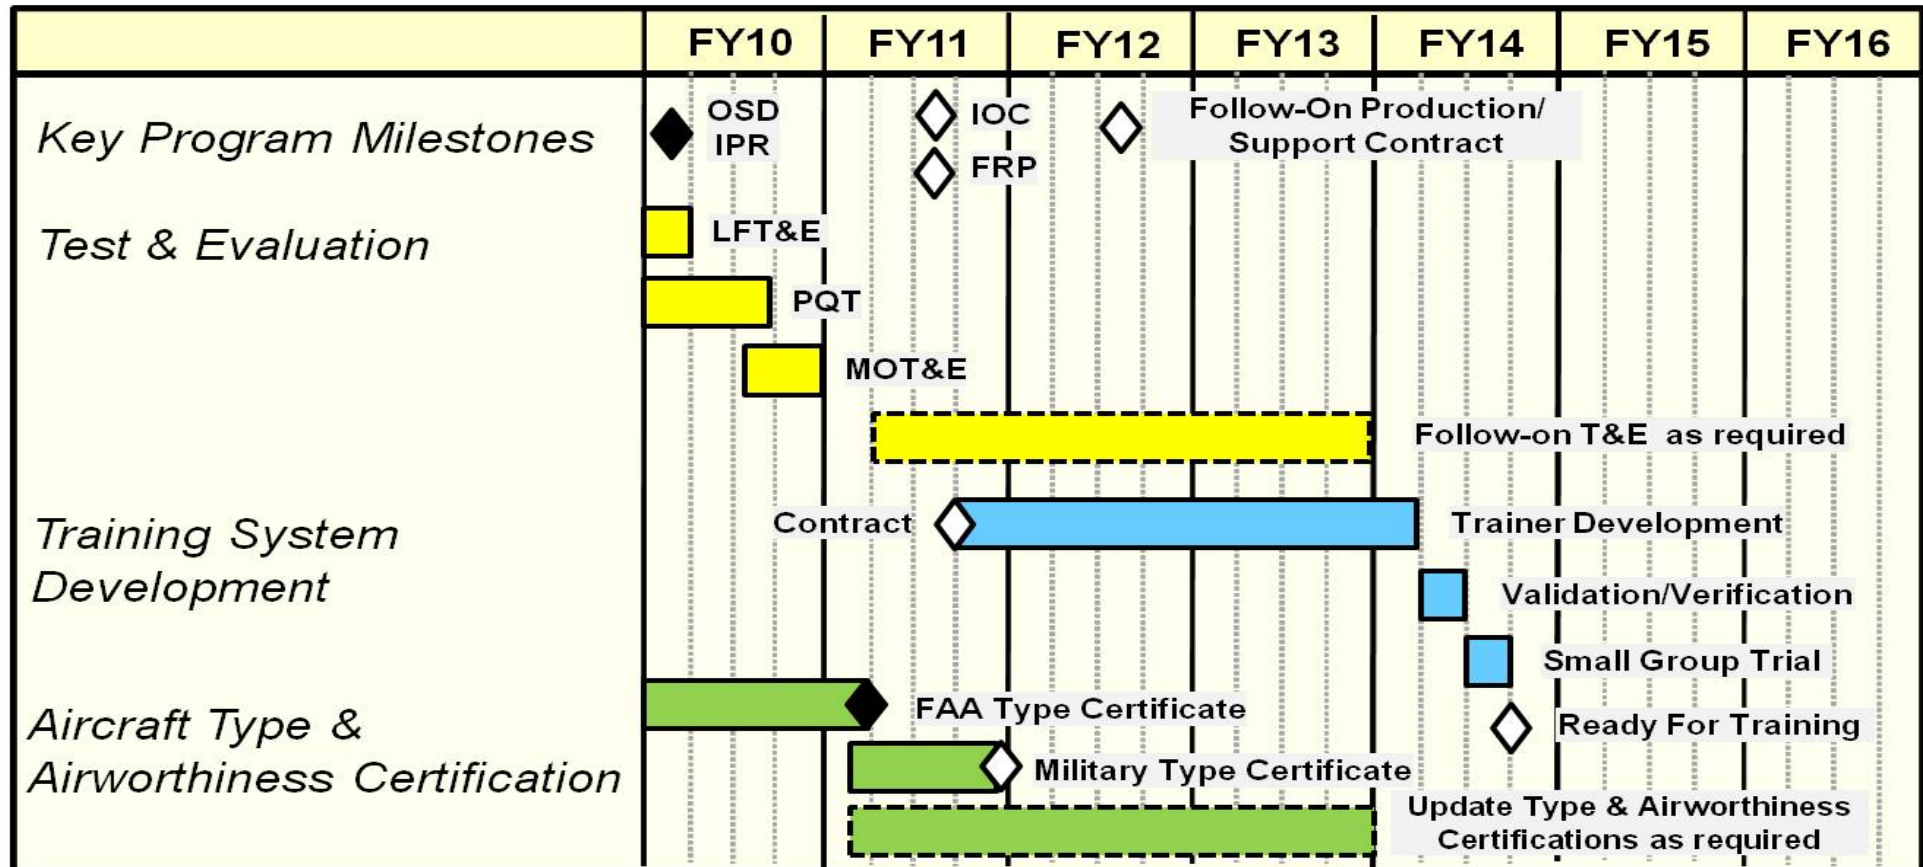 FY10 FY11 FY12 FY13 FY14 FY15 FY16
Key Program Milestones
OSD
IPR
IOC
FRP
Follow-On Production/
Support Contract
Test & Evaluation
LFT&E
PQT
MOT&E
Follow-on T&E as required
Training System
Development
Contract
Trainer Development
Validation/Verification
Small Group Trial
Ready For Training
Aircraft Type &
Airworthiness Certification
FAA Type Certificate
Military Type Certificate
Update Type & Airworthiness
Certifications as required